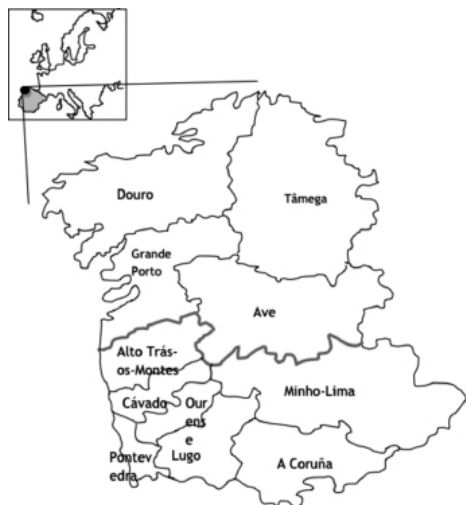 Douro
Tâmega
Grande
Porto
Ave
Alto Trás-
os-Montes
Minho-Lima
Cávado
Our
ens
e
Lugo
Pontev
edra
A Coruña